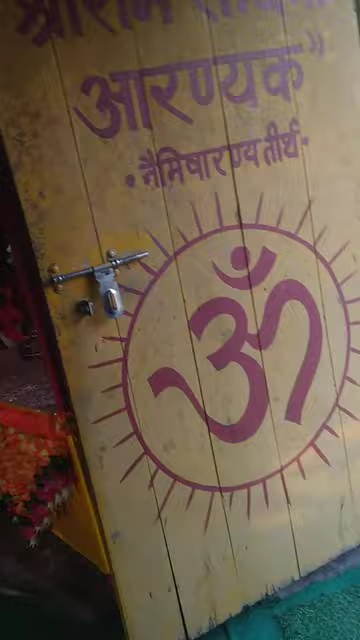 श्रीराम
आरण्यक”
• नैमिषारण्य तीर्थ •
ॐ